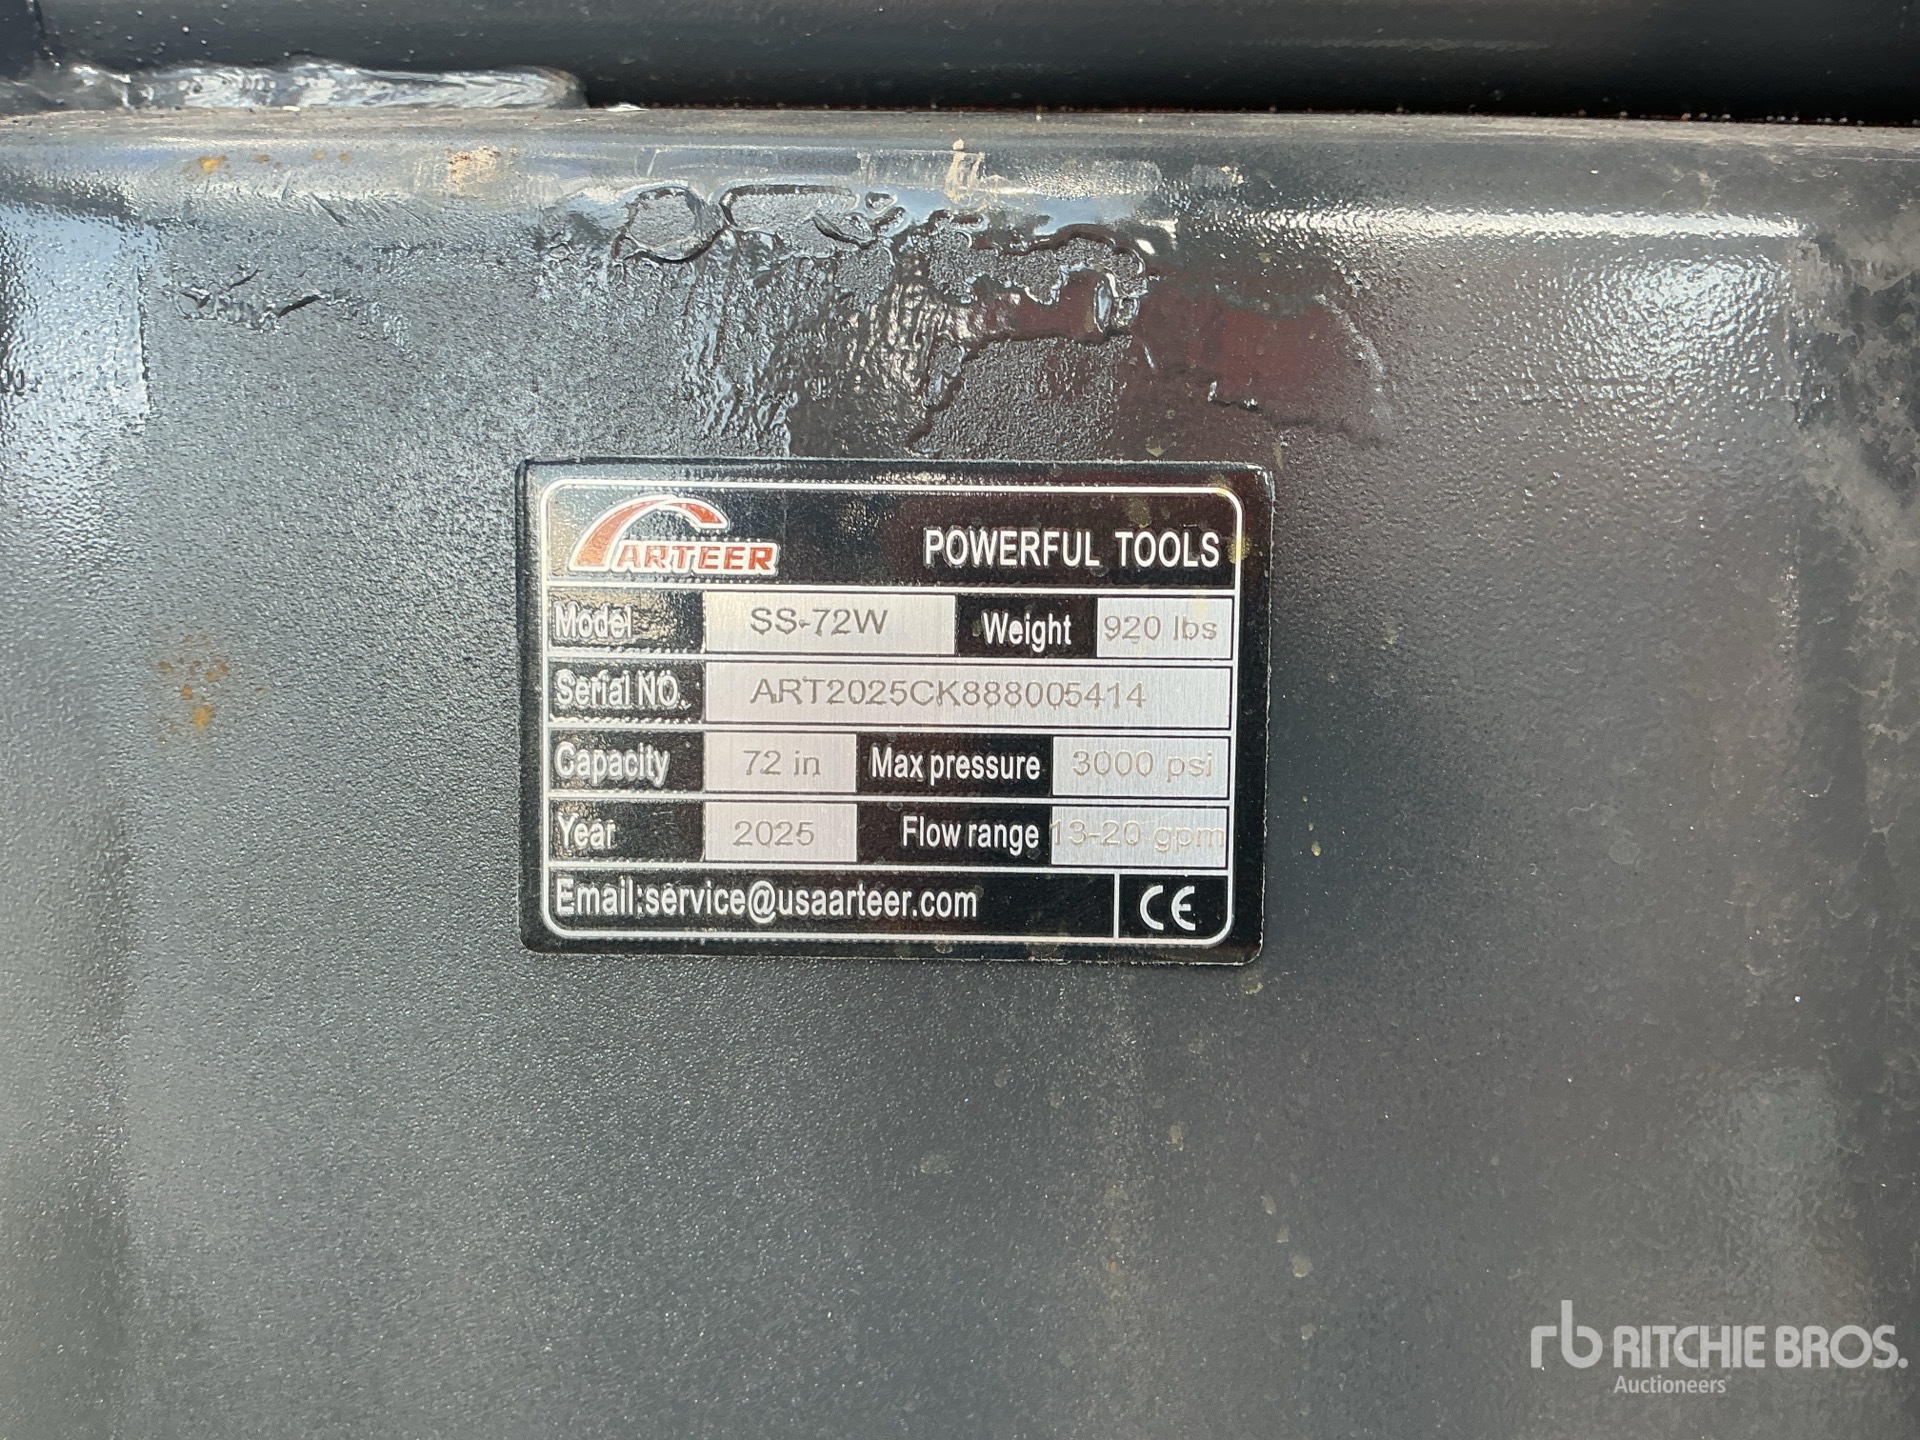 ARTEER POWERFUL TOOLS
Model SS-72W Weight 920 lbs
Serial NO. ART2025CK888005414
Capacity 72 in Max pressure 3000 psi
Year 2025 Flow range 13-20 gpm
Email:service@usaarteer.com CE
rb RITCHIE BROS.
Auctioneers